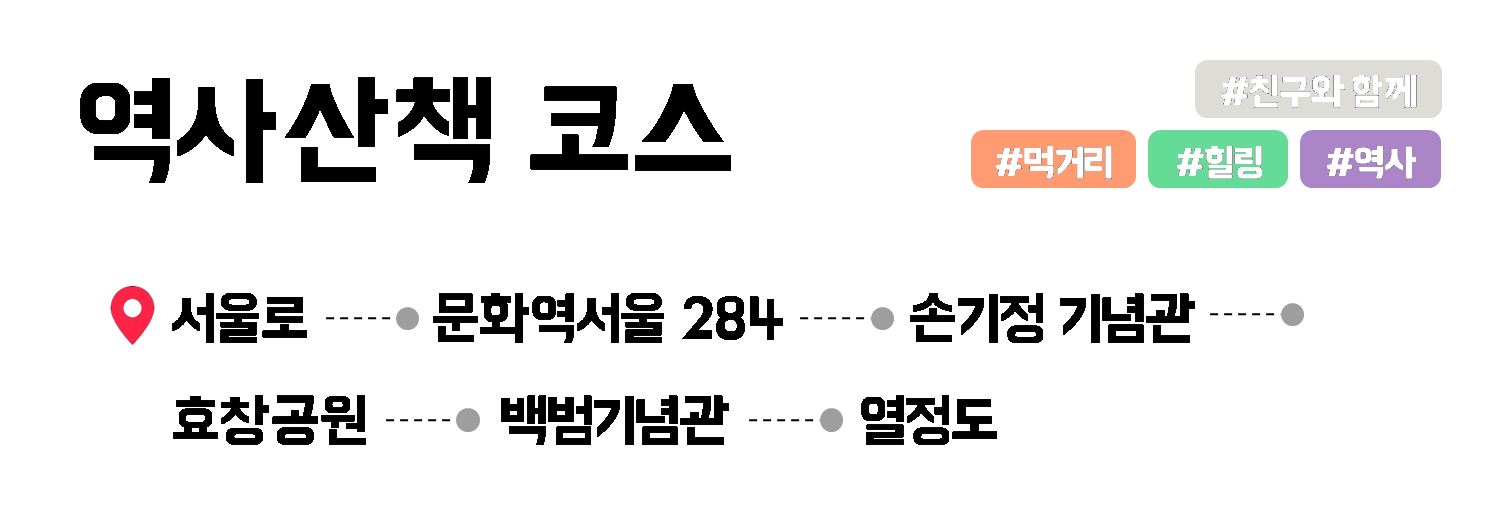 역사산책 코스
#친구와 함께
#먹거리 #힐링 #역사
서울로 문화역서울 284 손기정 기념관
효창공원 백범기념관 열정도